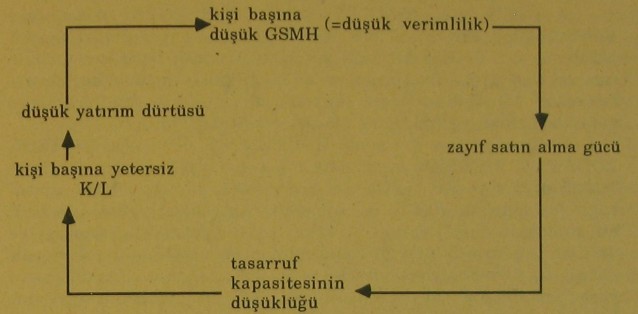 kişi başına
düşük GSMH (=düşük verimlilik)
zayıf satın alma gücü
tasarruf
kapasitesinin
düşüklüğü
kişi başına yetersiz
K/L
düşük yatırım dürtüsü